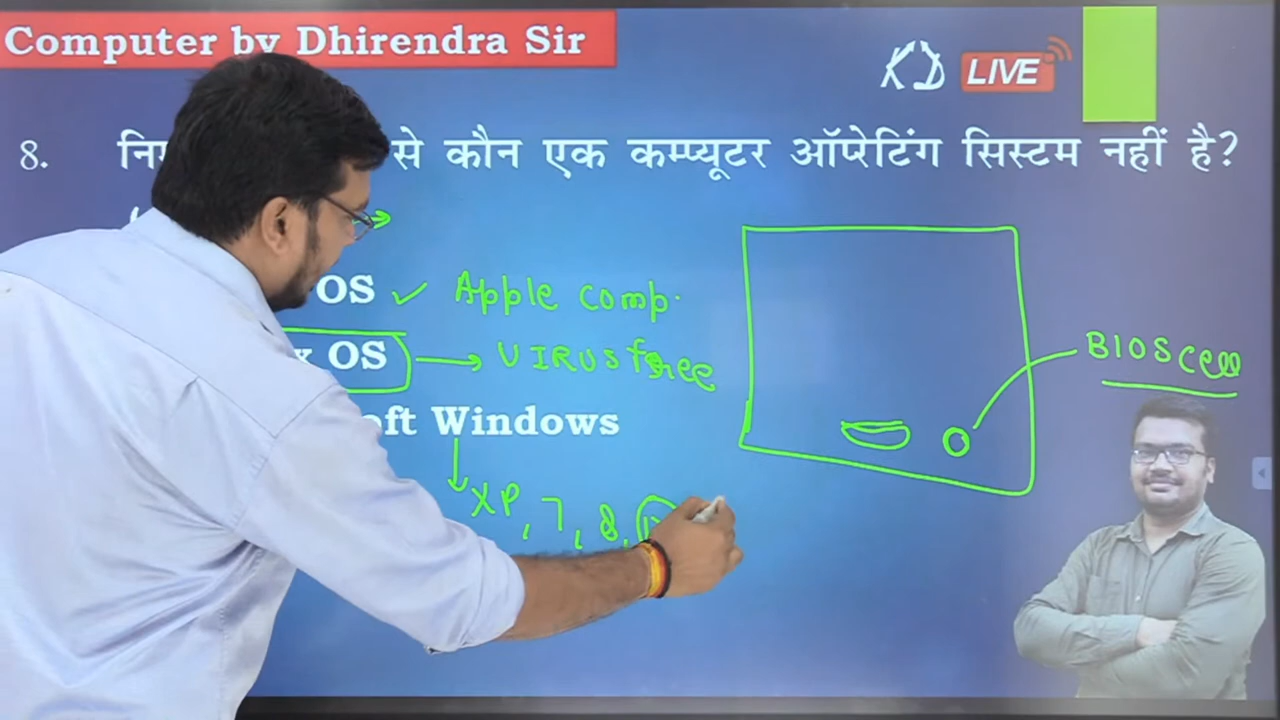 Computer by Dhirendra Sir
KD LIVE
8. से कौन एक कम्प्यूटर ऑपरेटिंग सिस्टम नहीं है?
OS ✓ Apple comp.
OS → VIRUS free
BIOS Cell
Windows
XP, 7, 8,